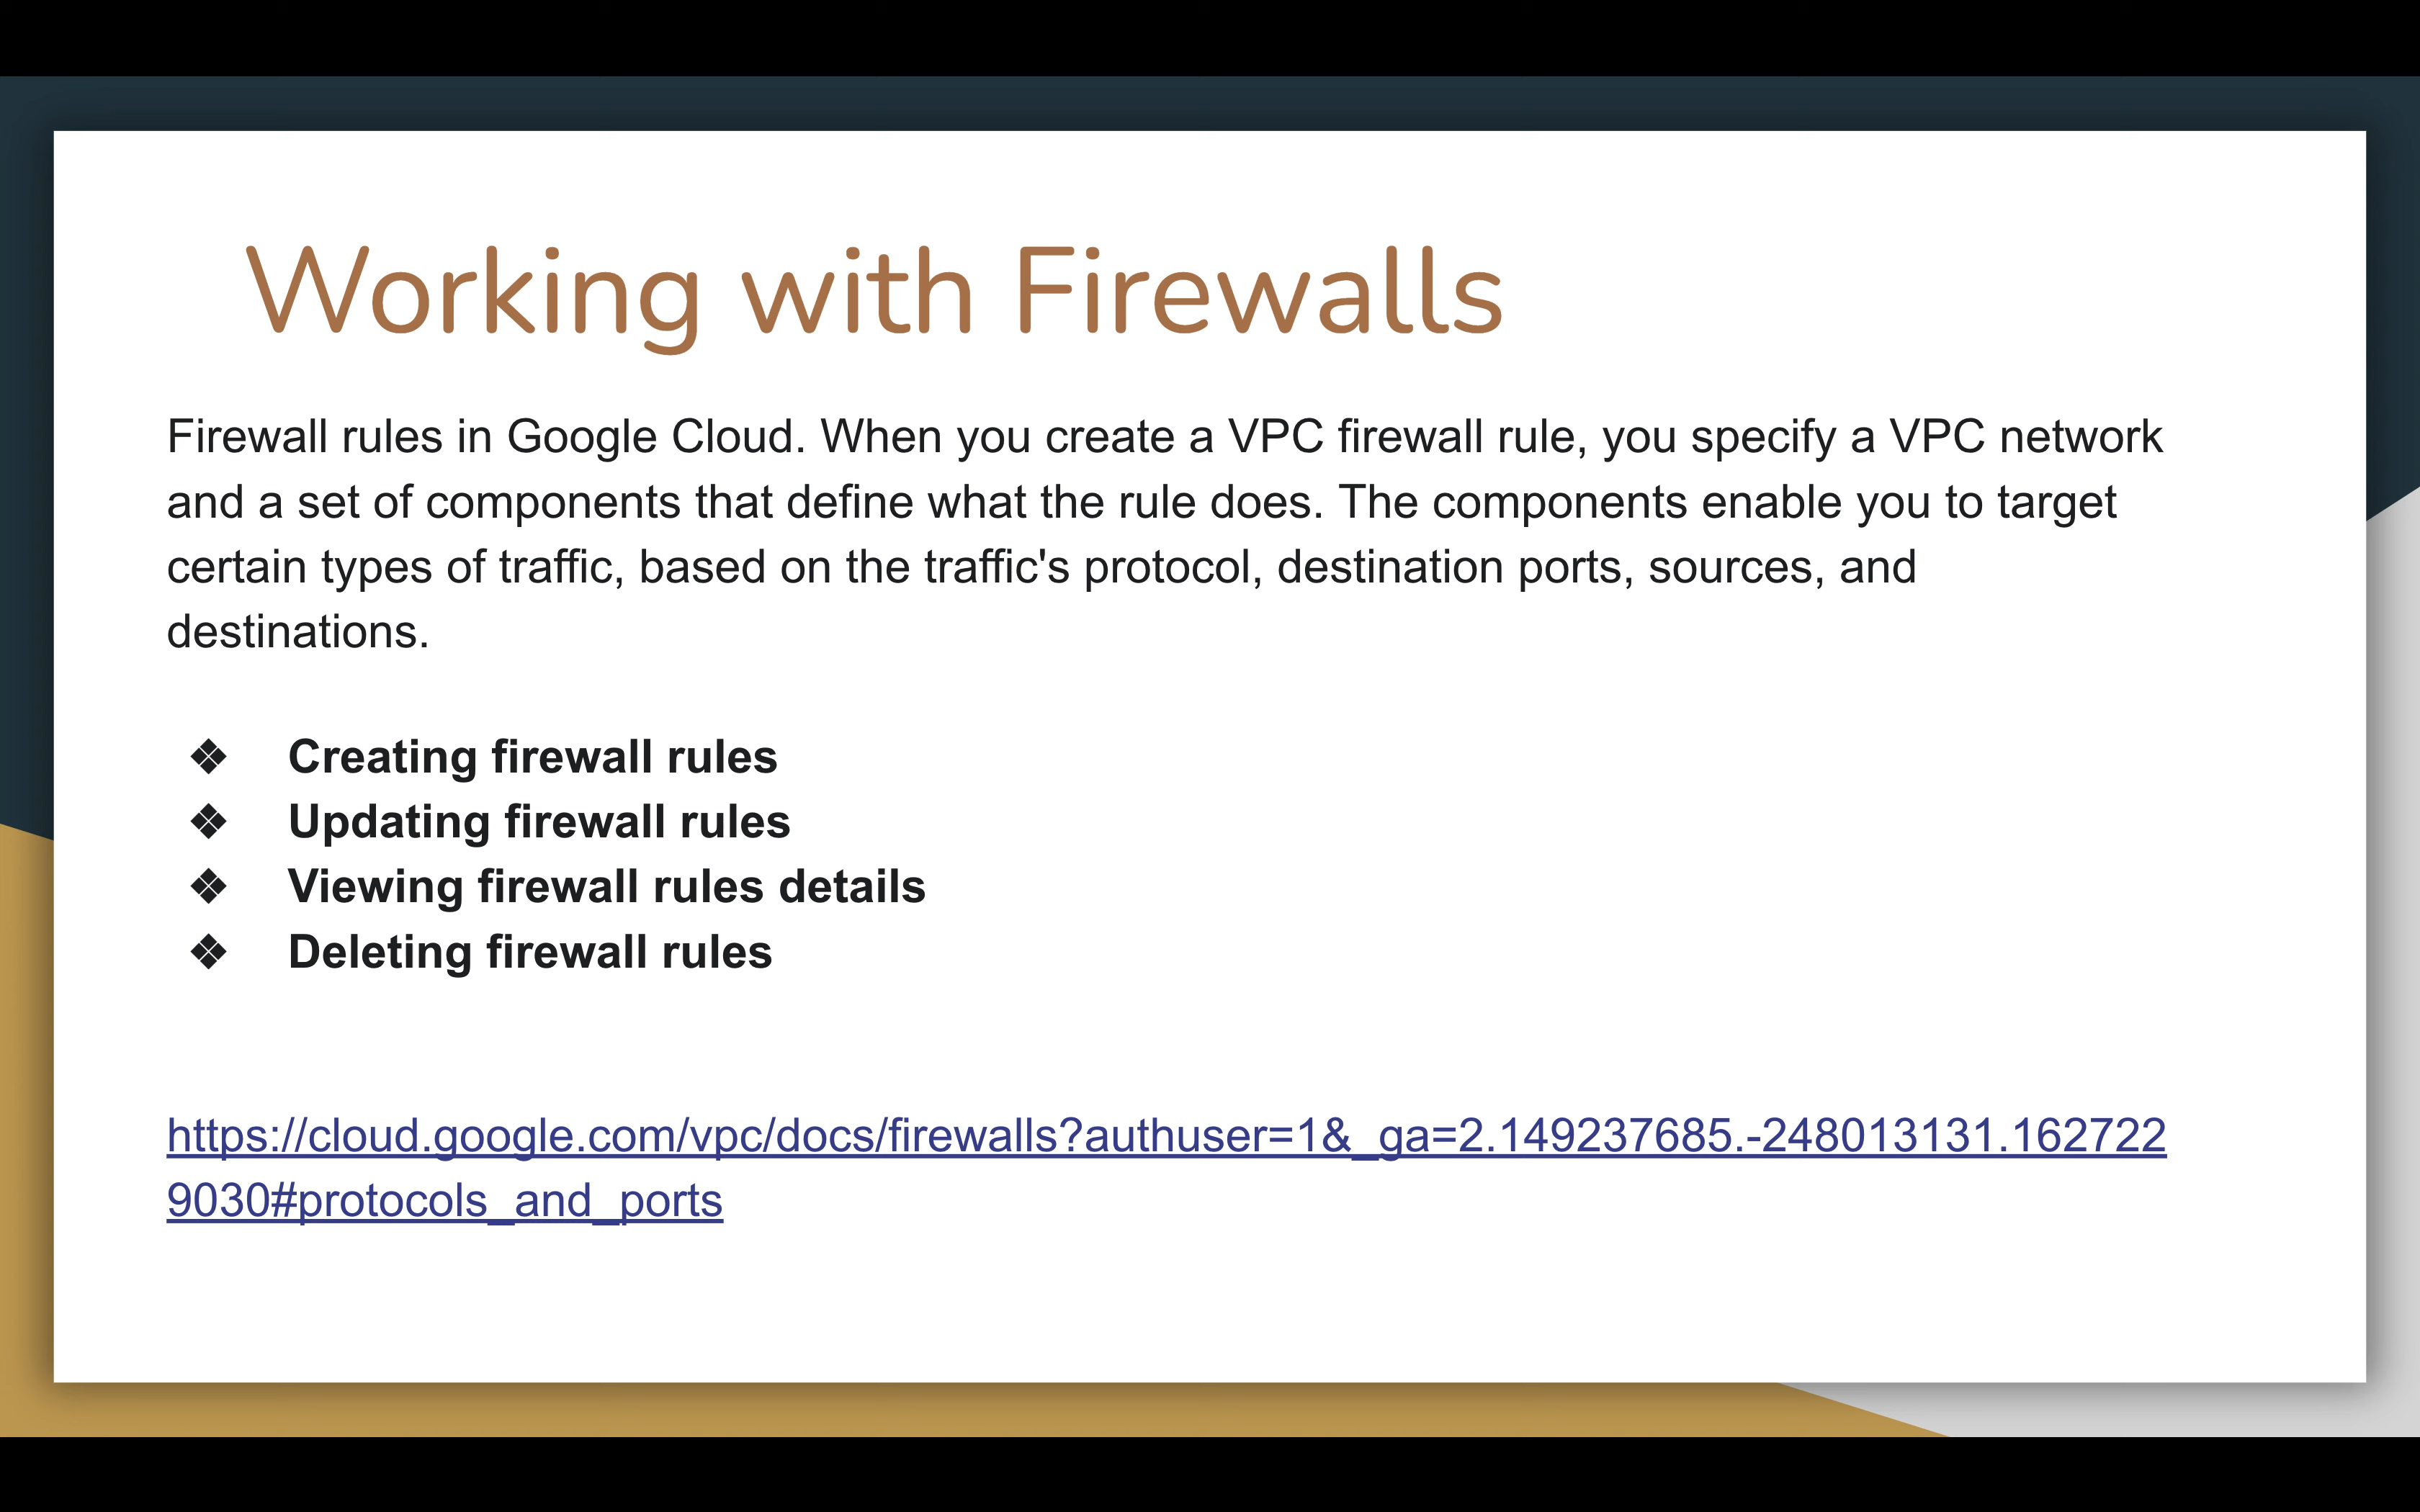 Working with Firewalls
Firewall rules in Google Cloud. When you create a VPC firewall rule, you specify a VPC network
and a set of components that define what the rule does. The components enable you to target
certain types of traffic, based on the traffic's protocol, destination ports, sources, and
destinations.
❖ Creating firewall rules
❖ Updating firewall rules
❖ Viewing firewall rules details
❖ Deleting firewall rules
https://cloud.google.com/vpc/docs/firewalls?authuser=1&_ga=2.149237685.-248013131.162722
9030#protocols_and_ports